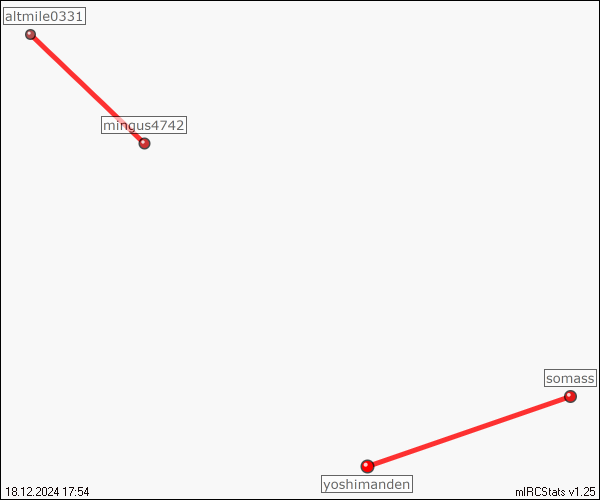 altmile0331
mingus4742
somass
yoshimanden
18.12.2024 17:54
mIRCStats v1.25